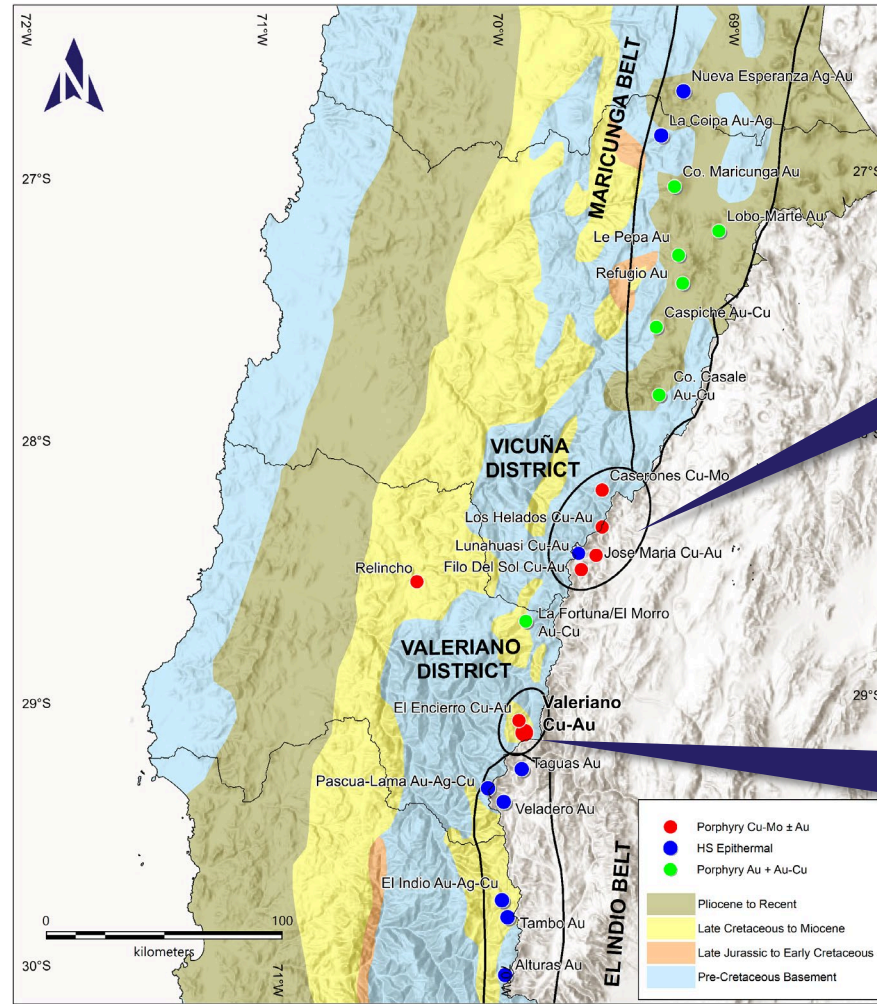 72°W
71°W
70°W
69°W
N
MARICUNGA BELT
Nueva Esperanza Ag-Au
La Coipa Au-Ag
27°S
Co. Maricunga Au
27°S
Lobo-Marte Au
Le Pepa Au
Refugio Au
Caspiche Au-Cu
Co. Casale
Au-Cu
28°S
VICUÑA
DISTRICT
Caserones Cu-Mo
Los Helados Cu-Au
Lunahuasi Cu-Au
Jose Maria Cu-Au
Filo Del Sol Cu-Au
Relincho
La Fortuna/El Morro
Au-Cu
VALERIANO
DISTRICT
29°S
29°S
El Encierro Cu-Au
Valeriano
Cu-Au
Taguas Au
Pascua-Lama Au-Ag-Cu
Veladero Au
El Indio Au-Ag-Cu
Tambo Au
EL INDIO BELT
Alturas Au
30°S
71°W
0
100
kilometers
Porphyry Cu-Mo ± Au
HS Epithermal
Porphyry Au + Au-Cu
Pliocene to Recent
Late Cretaceous to Miocene
Late Jurassic to Early Cretaceous
Pre-Cretaceous Basement